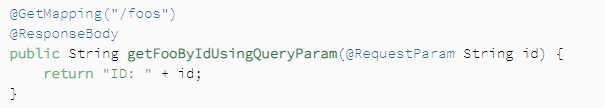 @GetMapping("/foos")
@ResponseBody
public String getFooByIdUsingQueryParam(@RequestParam String id) {
    return "ID: " + id;
}